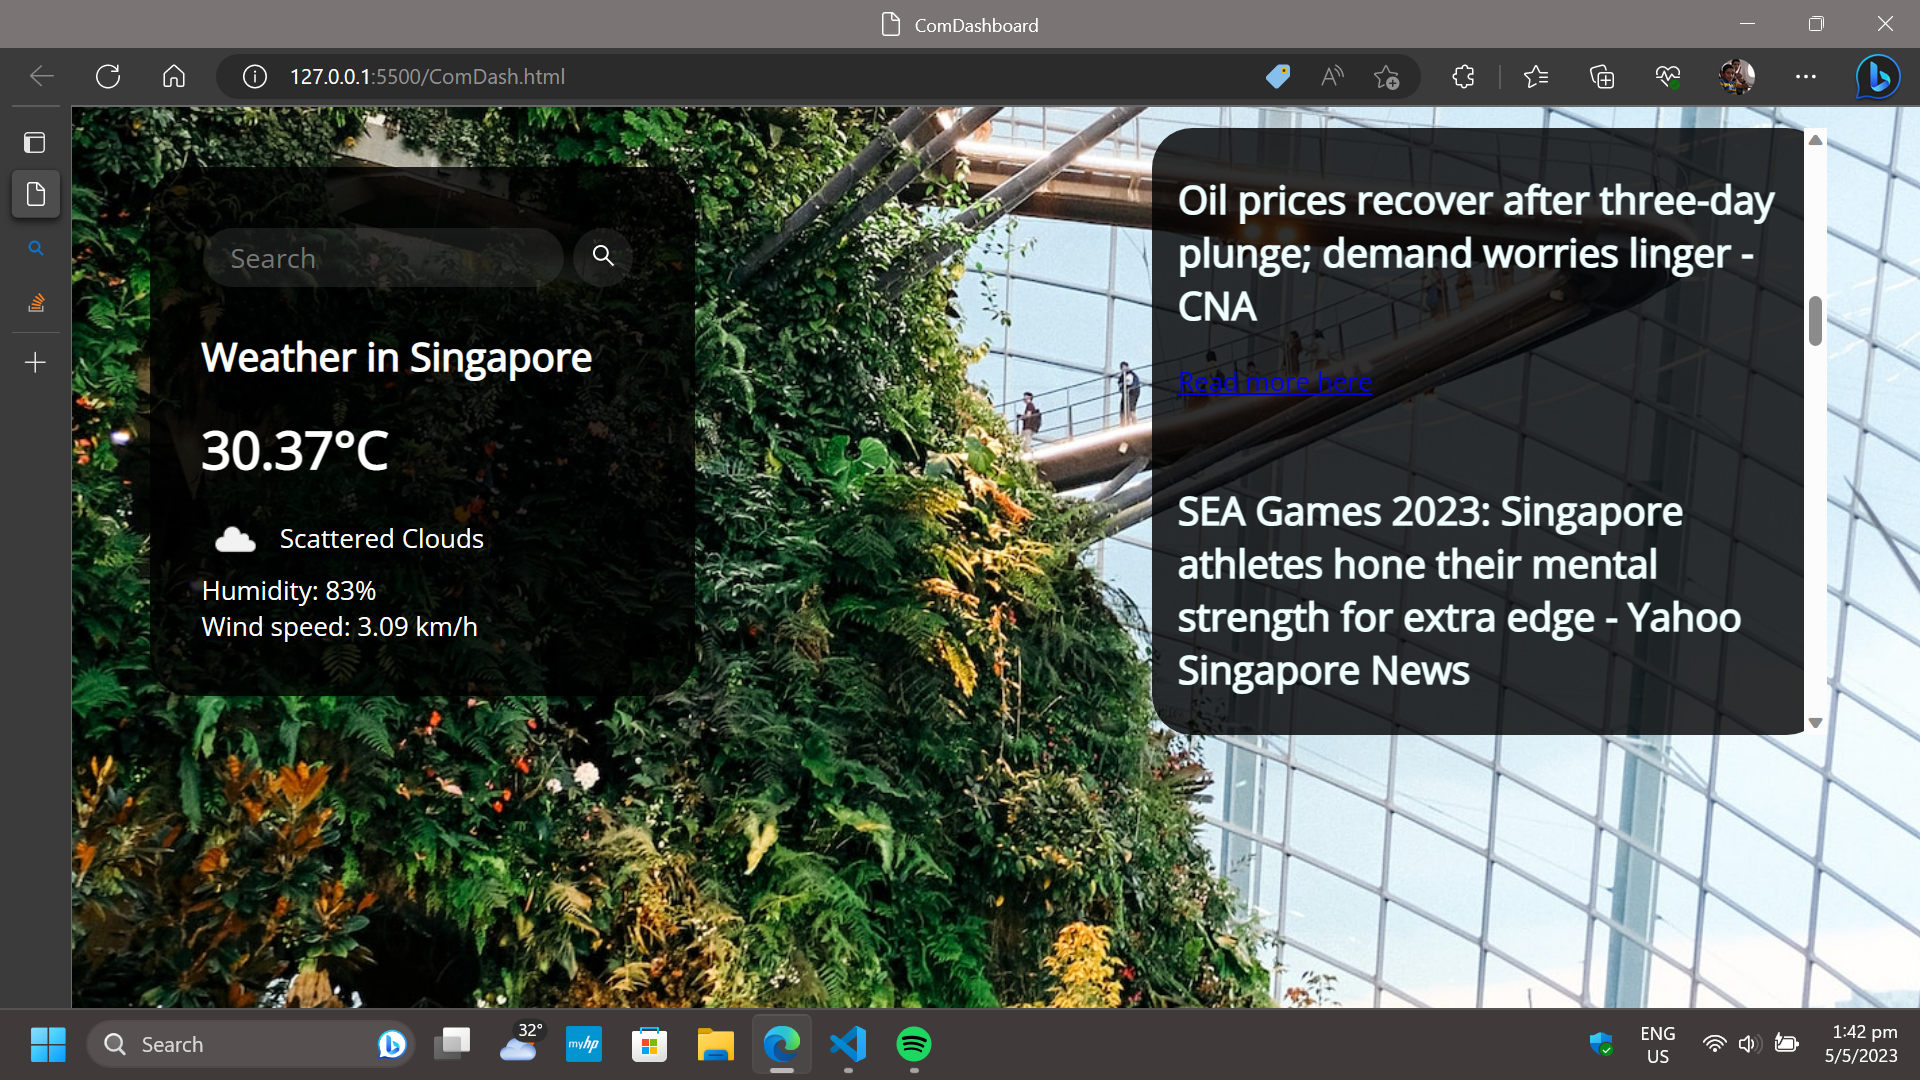 ComDashboard
127.0.0.1:5500/ComDash.html
Search
Weather in Singapore
30.37°C
Scattered Clouds
Humidity: 83%
Wind speed: 3.09 km/h
Oil prices recover after three-day
plunge; demand worries linger -
CNA
Read more here
SEA Games 2023: Singapore
athletes hone their mental
strength for extra edge - Yahoo
Singapore News
Search
32°
myhp
ENG
US
1:42 pm
5/5/2023